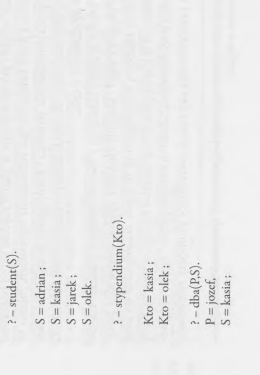 ? – student(S).
S = adrian ;
S = kasia ;
S = jarek ;
S = olek.
? – stypendium(Kto).
Kto = kasia ;
Kto = olek ;
? – dba(P,S).
P = jozef,
S = kasia ;